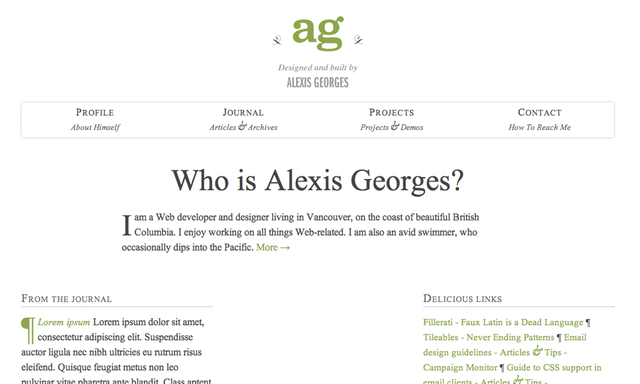 ag
Designed and built by
ALEXIS GEORGES
PROFILE JOURNAL PROJECTS CONTACT
About Himself Articles & Archives Projects & Demos How To Reach Me
Who is Alexis Georges?
I am a Web developer and designer living in Vancouver, on the coast of beautiful British
Columbia. I enjoy working on all things Web-related. I am also an avid swimmer, who
occasionally dips into the Pacific. More →
FROM THE JOURNAL
¶ Lorem ipsum Lorem ipsum dolor sit amet,
consectetur adipiscing elit. Suspendisse
auctor ligula nec nibh ultricies eu rutrum risus
eleifend. Quisque feugiat metus non leo
pulvinar vitae pharetra ante blandit. Class aptent
DELICIOUS LINKS
Fillerati - Faux Latin is a Dead Language ¶
Tileables - Never Ending Patterns ¶ Email
design guidelines - Articles & Tips -
Campaign Monitor ¶ Guide to CSS support in
email clients - Articles & Tips -